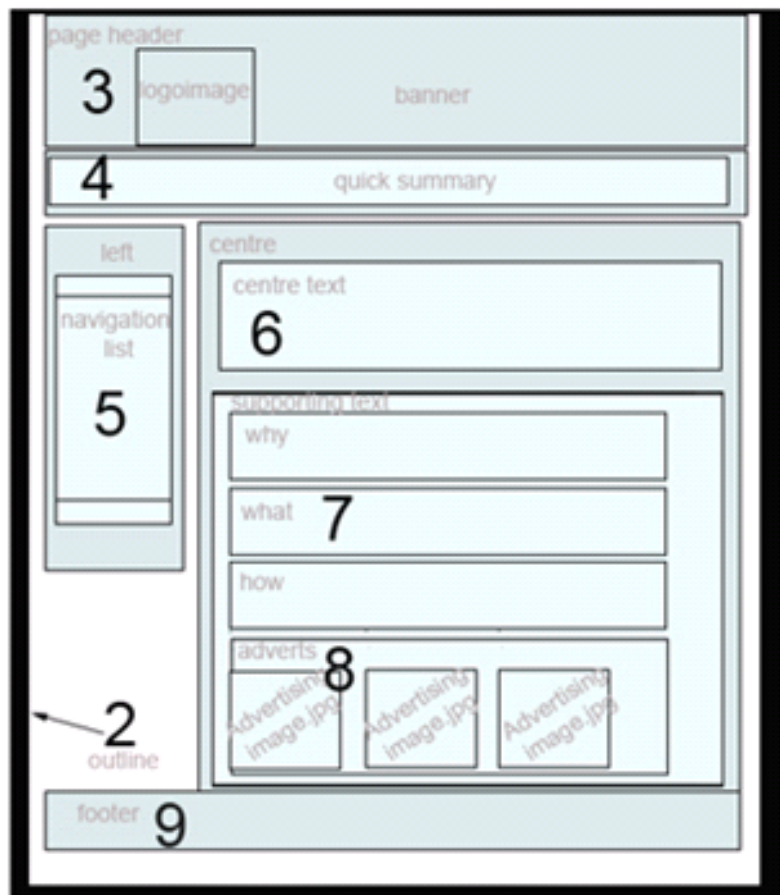 page header
3
logoimage
banner
4
quick summary
left
navigation
list
5
centre
centre text
6
supporting text
why
what
7
how
adverts
8
Advertising
image.jpg
Advertising
image.jpg
Advertising
image.jpg
2
outline
footer
9